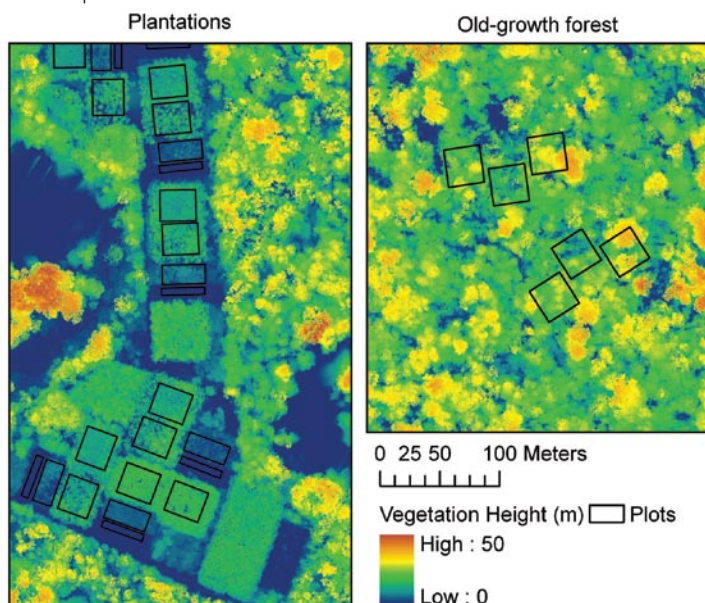 Plantations
Old-growth forest
0 25 50 100 Meters
Vegetation Height (m) Plots
High : 50
Low : 0